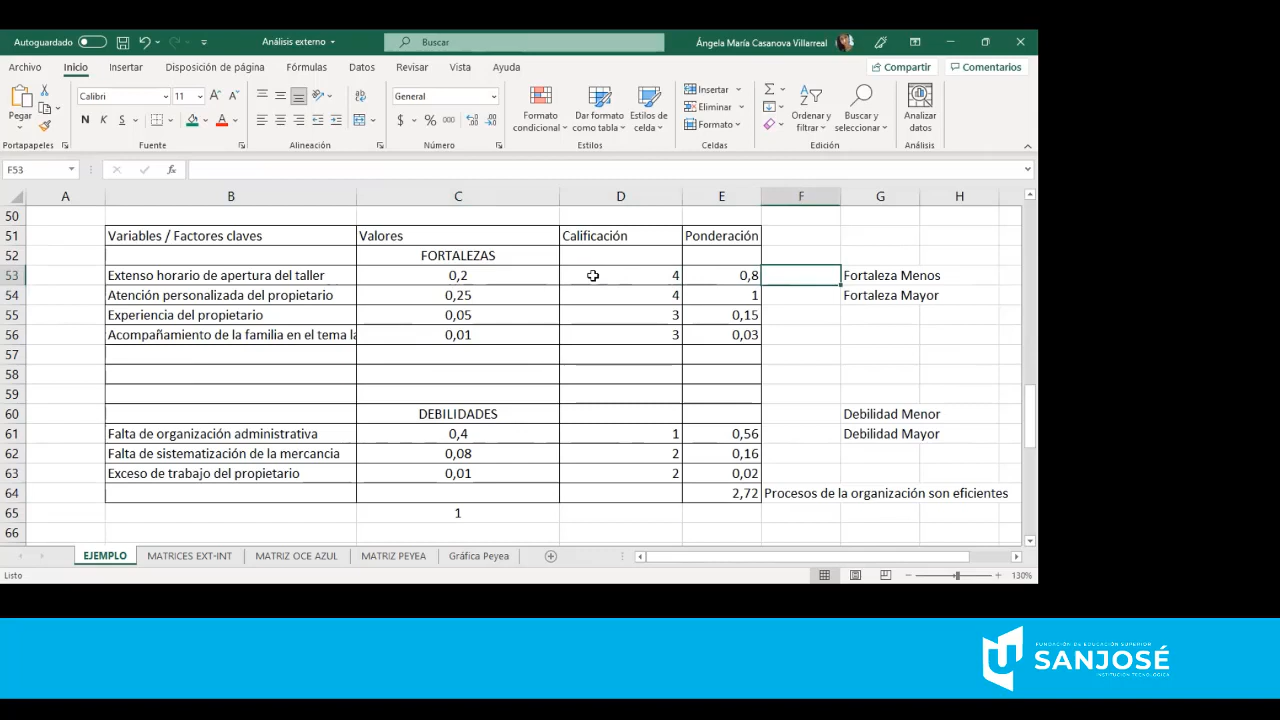 Autoguardado
Análisis externo
Buscar
Ángela María Casanova Villarreal
Archivo Inicio Insertar Disposición de página Fórmulas Datos Revisar Vista Ayuda Compartir Comentarios
Pegar
Calibri 11
N K S
General
$ % 000
Formato condicional
Dar formato como tabla
Estilos de celda
Insertar
Eliminar
Formato
Ordenar y filtrar
Buscar y seleccionar
Analizar datos
Portapapeles Fuente Alineación Número Estilos Celdas Edición Análisis
F53 fx
A B C D E F G H
50
51 Variables / Factores claves Valores Calificación Ponderación
52 FORTALEZAS
53 Extenso horario de apertura del taller 0,2 4 0,8 Fortaleza Menos
54 Atención personalizada del propietario 0,25 4 1 Fortaleza Mayor
55 Experiencia del propietario 0,05 3 0,15
56 Acompañamiento de la familia en el tema la 0,01 3 0,03
57
58
59
60 DEBILIDADES Debilidad Menor
61 Falta de organización administrativa 0,4 1 0,56 Debilidad Mayor
62 Falta de sistematización de la mercancia 0,08 2 0,16
63 Exceso de trabajo del propietario 0,01 2 0,02
64 2,72 Procesos de la organización son eficientes
65 1
66
EJEMPLO MATRICES EXT-INT MATRIZ OCE AZUL MATRIZ PEYEA Gráfica Peyea
Listo 130%
FUNDACIÓN DE EDUCACIÓN SUPERIOR
SANJOSÉ
INSTITUCIÓN TECNOLÓGICA